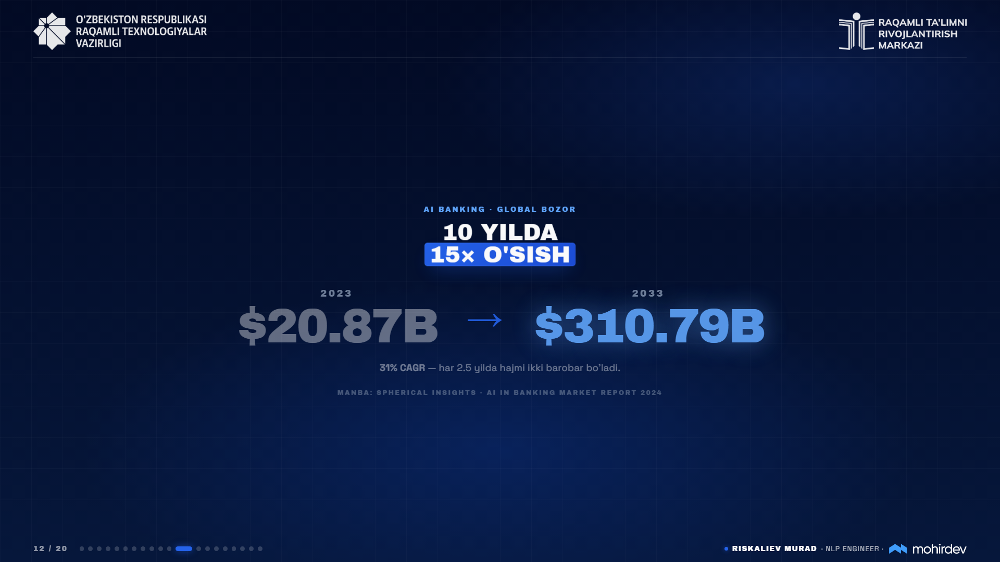 O'ZBEKISTON RESPUBLIKASI
RAQAMLI TEXNOLOGIYALAR
VAZIRLIGI
RAQAMLI TA'LIMNI
RIVOJLANTIRISH
MARKAZI
AI BANKING · GLOBAL BOZOR
10 YILDA
15× O'SISH
2023
$20.87B
→
2033
$310.79B
31% CAGR — har 2.5 yilda hajmi ikki barobar bo'ladi.
MANBA: SPHERICAL INSIGHTS · AI IN BANKING MARKET REPORT 2024
12 / 20
RISKALIEV MURAD · NLP ENGINEER · mohirdev